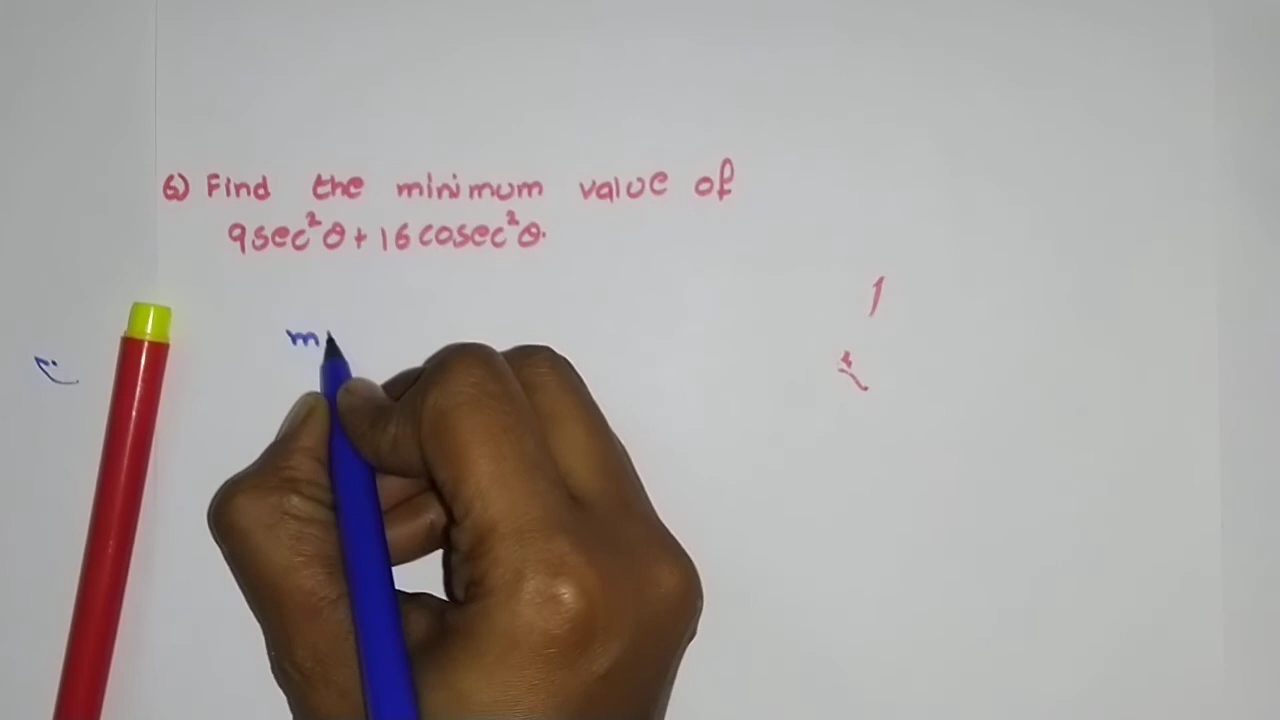 6) Find the minimum value of
9sec²θ+16cosec²θ.
m